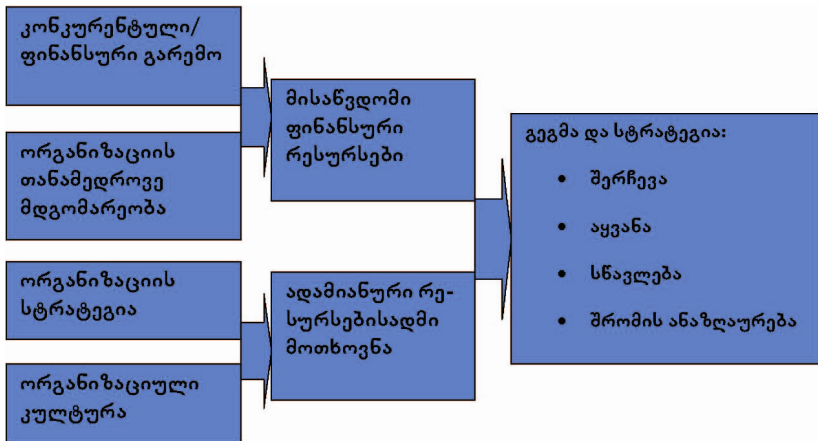 კონკურენტული/
ფინანსური გარემო
ორგანიზაციის
თანამედროვე
მდგომარეობა
ორგანიზაციის
სტრატეგია
ორგანიზაციული
კულტურა
მისაწვდომი
ფინანსური
რესურსები
ადამიანური რე-
სურსებისადმი
მოთხოვნა
გეგმა და სტრატეგია:
• შერჩევა
• აყვანა
• სწავლება
• შრომის ანაზღაურება